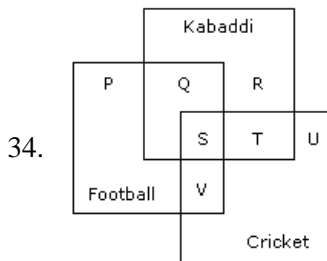 Kabaddi
P Q R
34.
S T U
Football V
Cricket